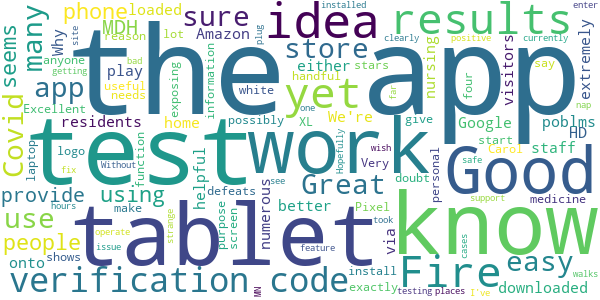 the app
test work
tablet know
Good
idea
results
yet
verification code
Fire
Great
using
use
people
provide
Covid
seems
many
phone
loaded
MDH
sure
store
app
Why
anyone
reason
lot
Amazon
play
useful
needs
bad
Excellent
site
residents
home
exposing
information
white
possibly
either
handful
stars
We're
XL
one
plug
installed
clearly
currently
positive
getting
say
four
far
nursing
visitors
extremely
enter
Google
poblms
HD
start
staff
give
doubt
wish
Very
Hopefully
personal
Carol
nap
safe
medicine
support
easy
downloaded
testing places
I've
cases
walks
via
exactly
install
took
Pixel
see
feature
better
numerous
screen
purpose
defeats
helpful
function
Without
logo
laptop
fix
onto
shows
hours
make
issue
operate
strange
MN